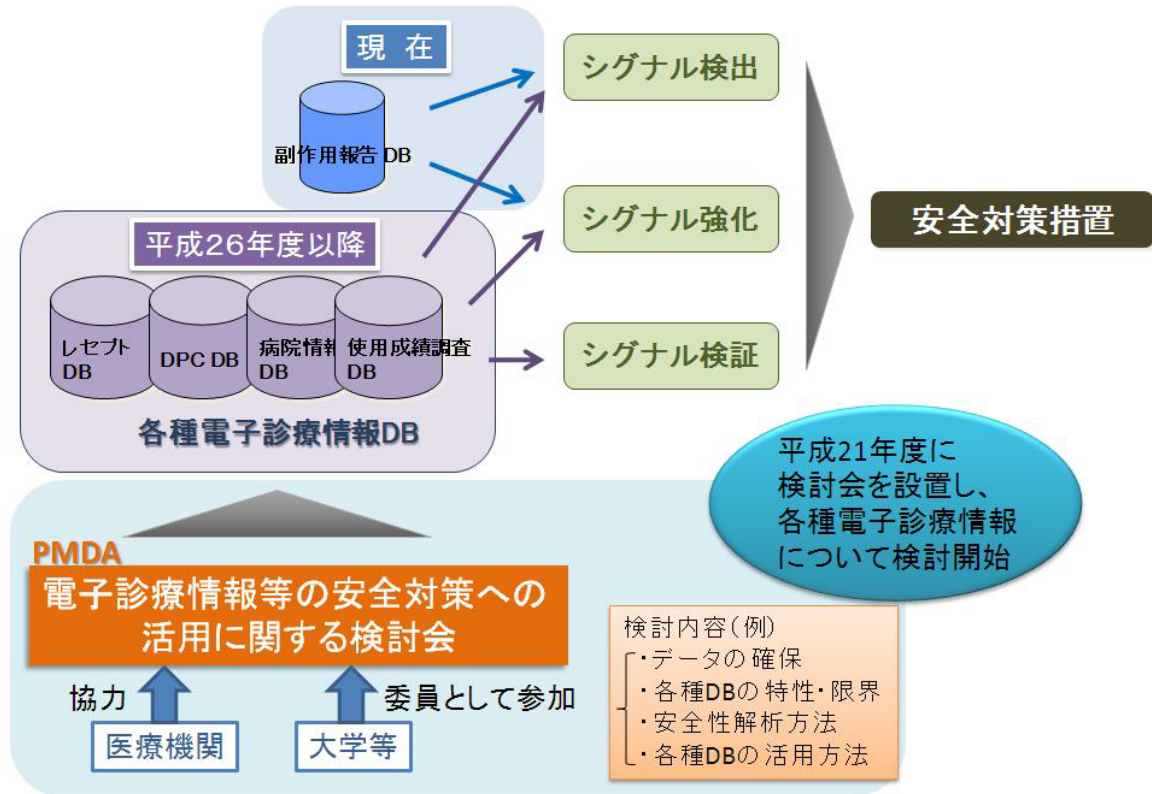 現 在
副作用報告 DB
シグナル検出
シグナル強化
シグナル検証
安全対策措置
平成26年度以降
レセプト
DB
DPC DB
病院情報
DB
使用成績調査
DB
各種電子診療情報DB
平成21年度に
検討会を設置し、
各種電子診療情報
について検討開始
PMDA
電子診療情報等の安全対策への
活用に関する検討会
協力
委員として参加
医療機関
大学等
検討内容(例)
・データの確保
・各種DBの特性・限界
・安全性解析方法
・各種DBの活用方法